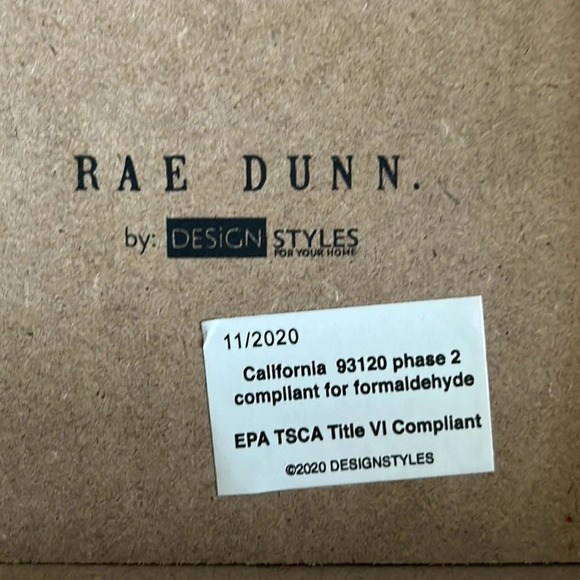 RAE DUNN.
by: DESiGN STYLES
FOR YOUR HOME
11/2020
California 93120 phase 2
compliant for formaldehyde
EPA TSCA Title VI Compliant
©2020 DESIGNSTYLES